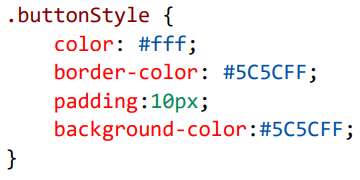 .buttonStyle {
    color: #fff;
    border-color: #5C5CFF;
    padding:10px;
    background-color:#5C5CFF;
}